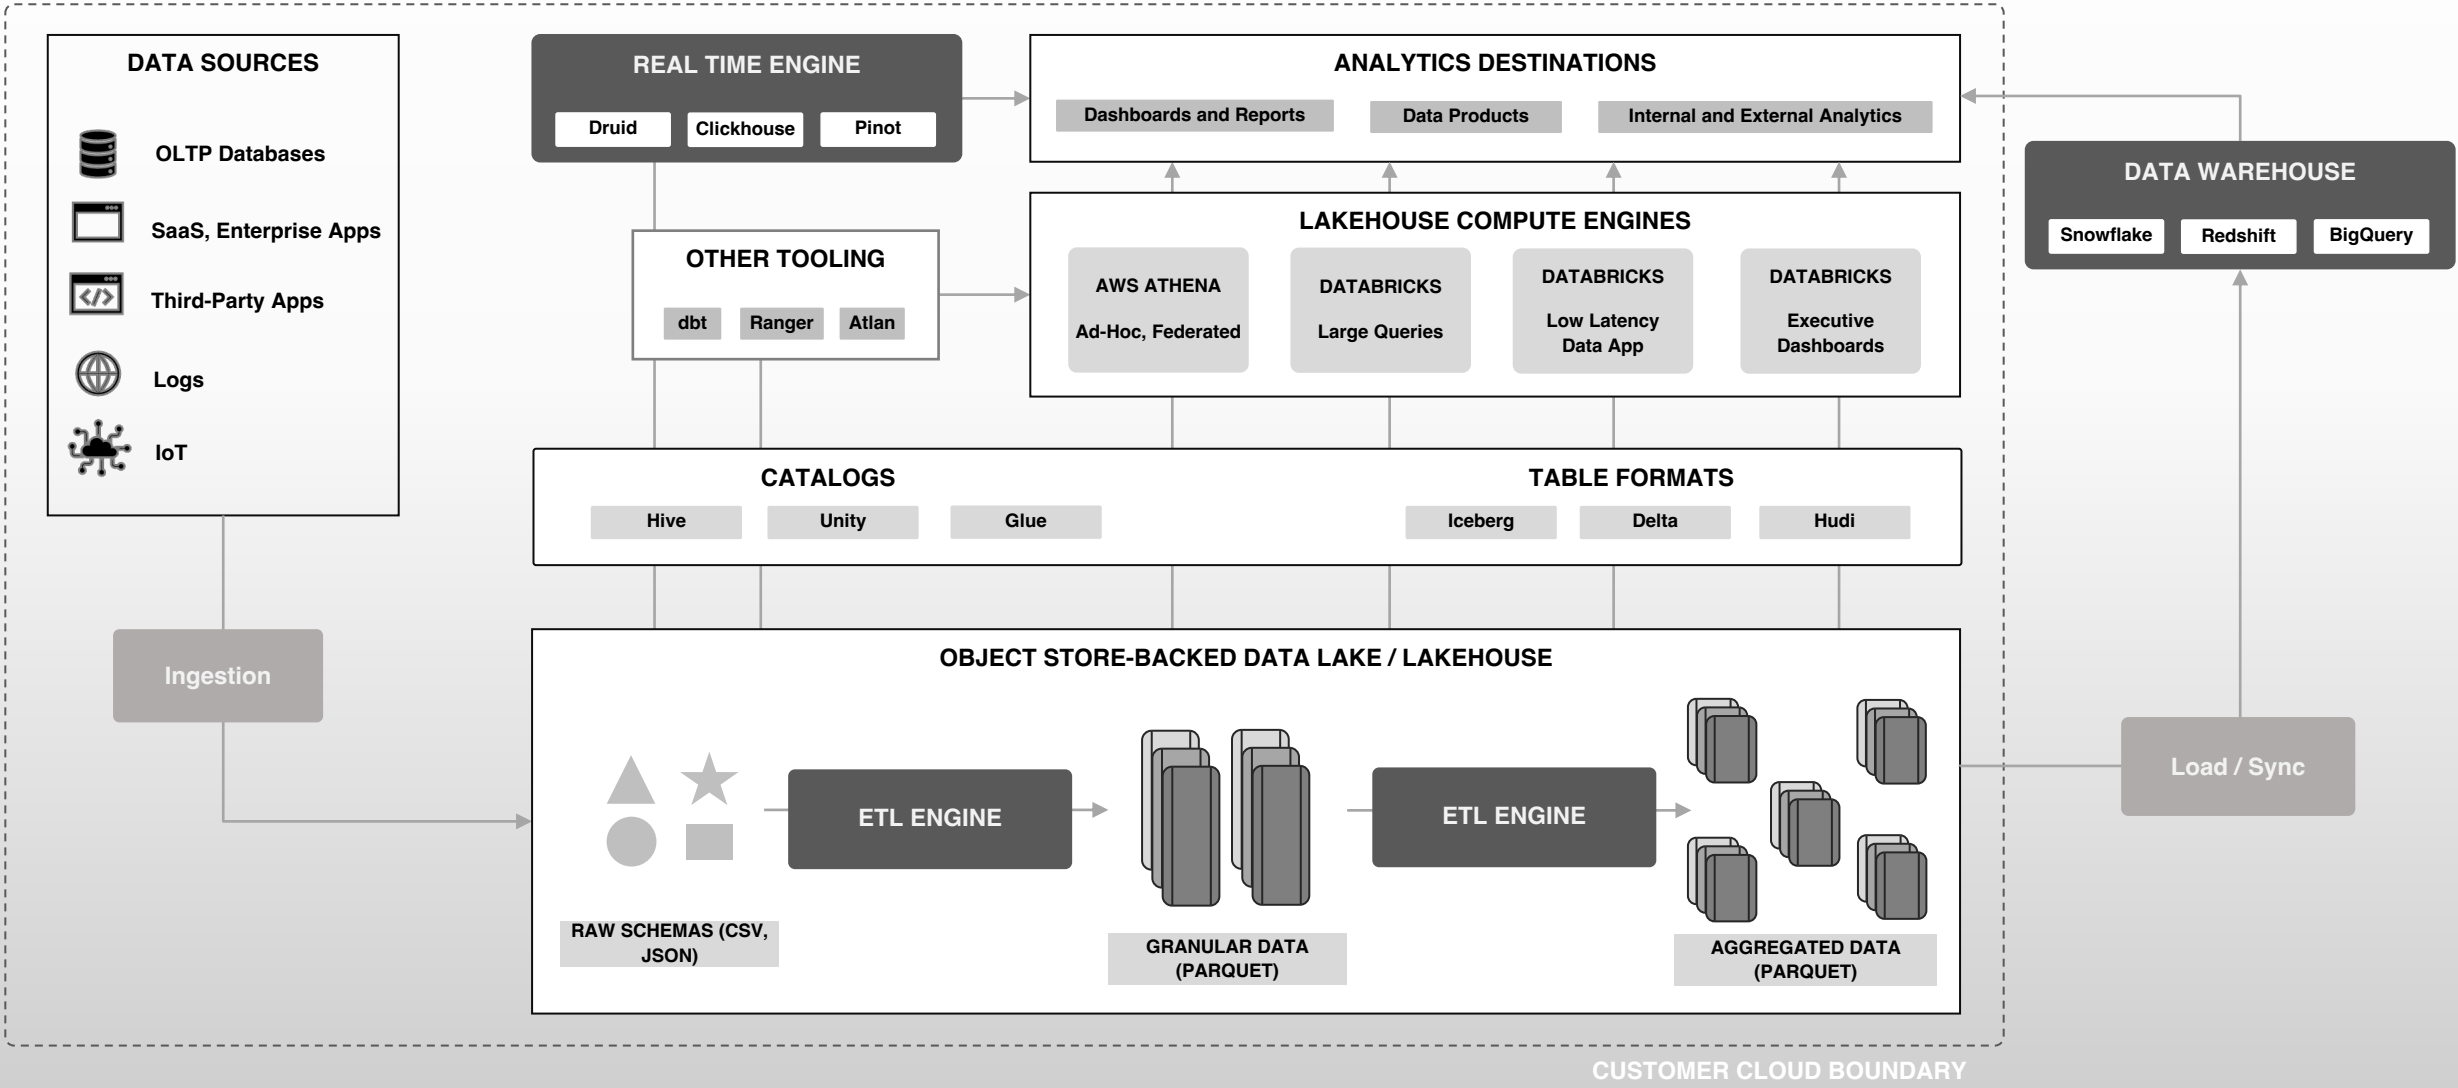 DATA SOURCES
OLTP Databases
SaaS, Enterprise Apps
Third-Party Apps
Logs
IoT
Ingestion
REAL TIME ENGINE
Druid
Clickhouse
Pinot
OTHER TOOLING
dbt
Ranger
Atlan
ANALYTICS DESTINATIONS
Dashboards and Reports
Data Products
Internal and External Analytics
LAKEHOUSE COMPUTE ENGINES
AWS ATHENA
Ad-Hoc, Federated
DATABRICKS
Large Queries
DATABRICKS
Low Latency
Data App
DATABRICKS
Executive
Dashboards
DATA WAREHOUSE
Snowflake
Redshift
BigQuery
CATALOGS
Hive
Unity
Glue
TABLE FORMATS
Iceberg
Delta
Hudi
OBJECT STORE-BACKED DATA LAKE / LAKEHOUSE
RAW SCHEMAS (CSV,
JSON)
ETL ENGINE
GRANULAR DATA
(PARQUET)
ETL ENGINE
AGGREGATED DATA
(PARQUET)
Load / Sync
CUSTOMER CLOUD BOUNDARY